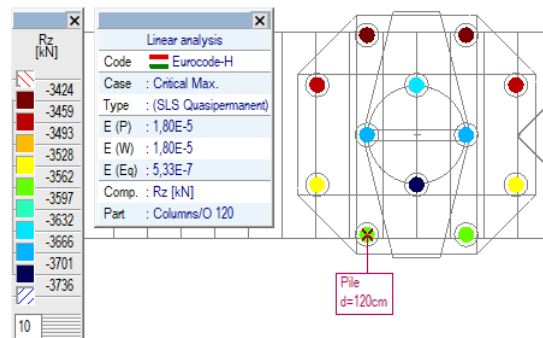 Rz
[kN]
-3424
-3459
-3493
-3528
-3562
-3597
-3632
-3666
-3701
-3736
10
Linear analysis
Code Eurocode-H
Case : Critical Max.
Type : (SLS Quasipermanent)
E (P) : 1,80E-5
E (W) : 1,80E-5
E (Eq) : 5,33E-7
Comp. : Rz [kN]
Part : Columns/O 120
Pile
d=120cm